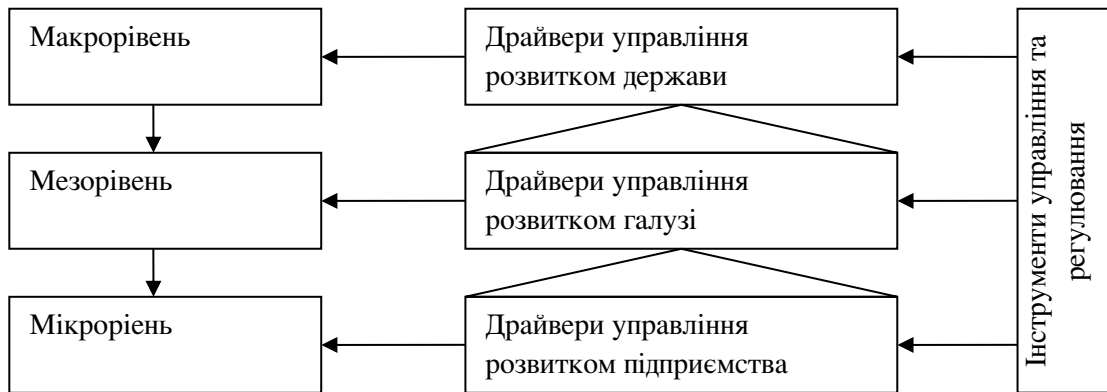 Макрорівень
Драйвери управління
розвитком держави
Мезорівень
Драйвери управління
розвитком галузі
Мікроріень
Драйвери управління
розвитком підприємства
Інструменти управління та
регулювання